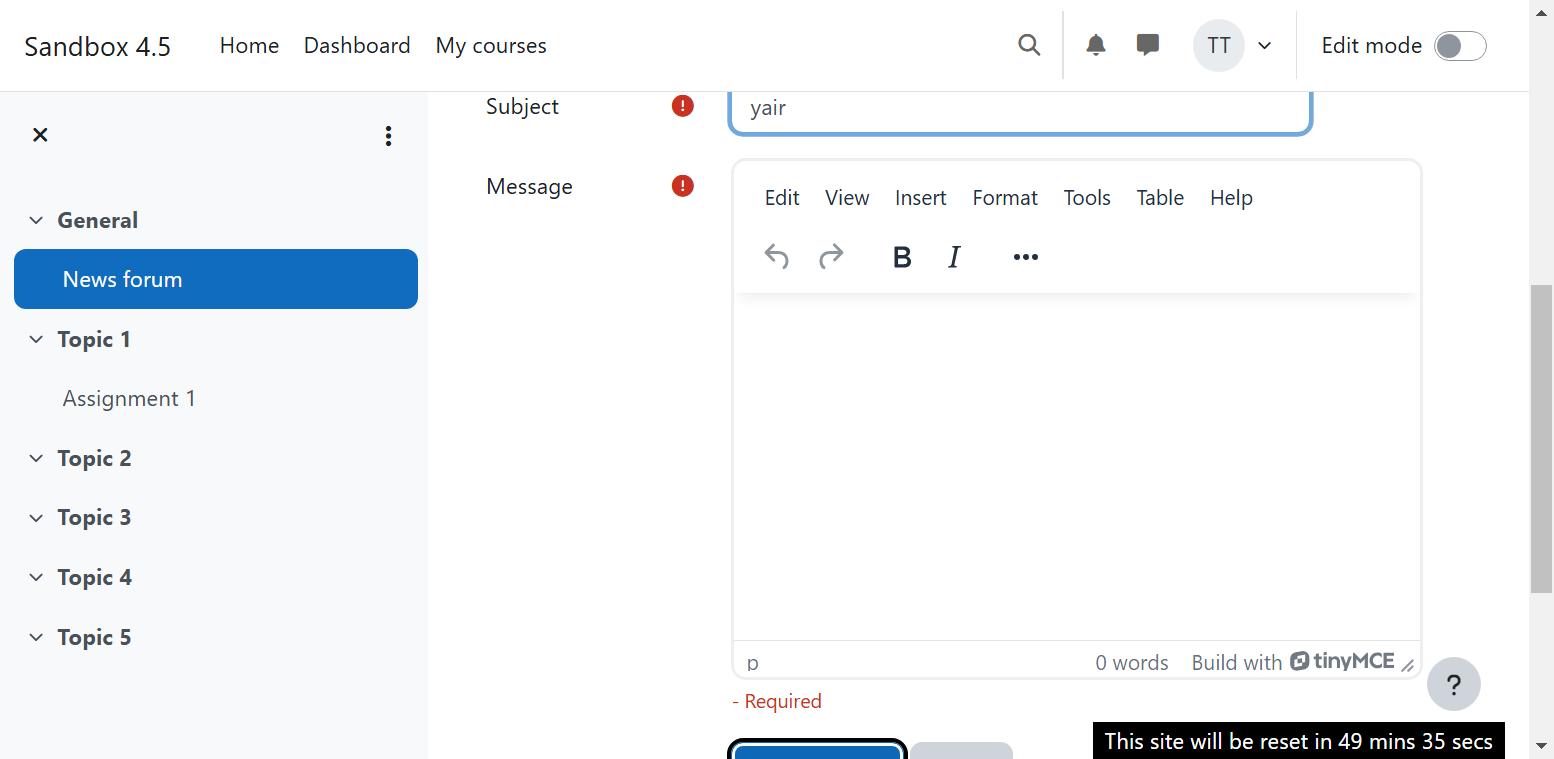 Sandbox 4.5 Home Dashboard My courses TT Edit mode
Subject yair
Message
Edit View Insert Format Tools Table Help
B I
General
News forum
Topic 1
Assignment 1
Topic 2
Topic 3
Topic 4
Topic 5
p 0 words Build with tinyMCE
- Required
?
This site will be reset in 49 mins 35 secs